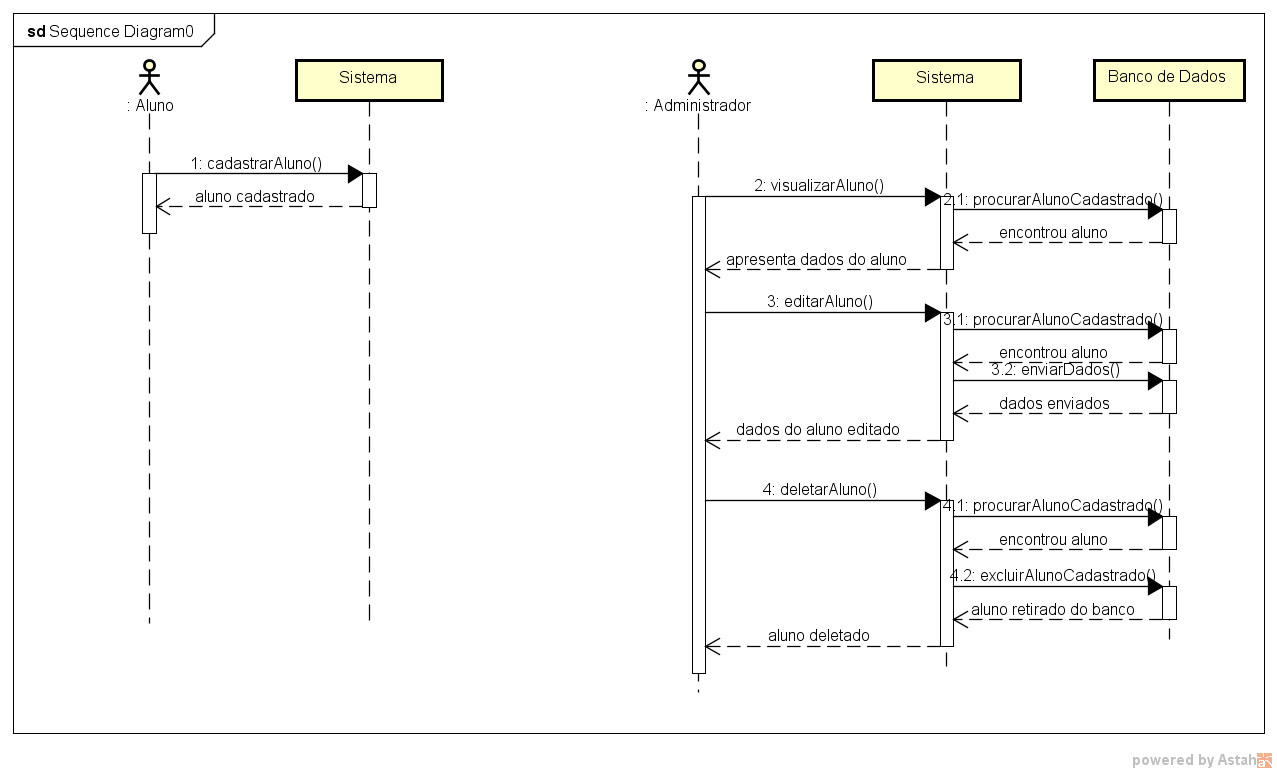 sd Sequence Diagram0
: Aluno
Sistema
: Administrador
Sistema
Banco de Dados
1: cadastrarAluno()
aluno cadastrado
2: visualizarAluno()
2.1: procurarAlunoCadastrado()
encontrou aluno
apresenta dados do aluno
3: editarAluno()
3.1: procurarAlunoCadastrado()
encontrou aluno
3.2: enviarDados()
dados enviados
dados do aluno editado
4: deletarAluno()
4.1: procurarAlunoCadastrado()
encontrou aluno
4.2: excluirAlunoCadastrado()
aluno retirado do banco
aluno deletado
powered by Astah